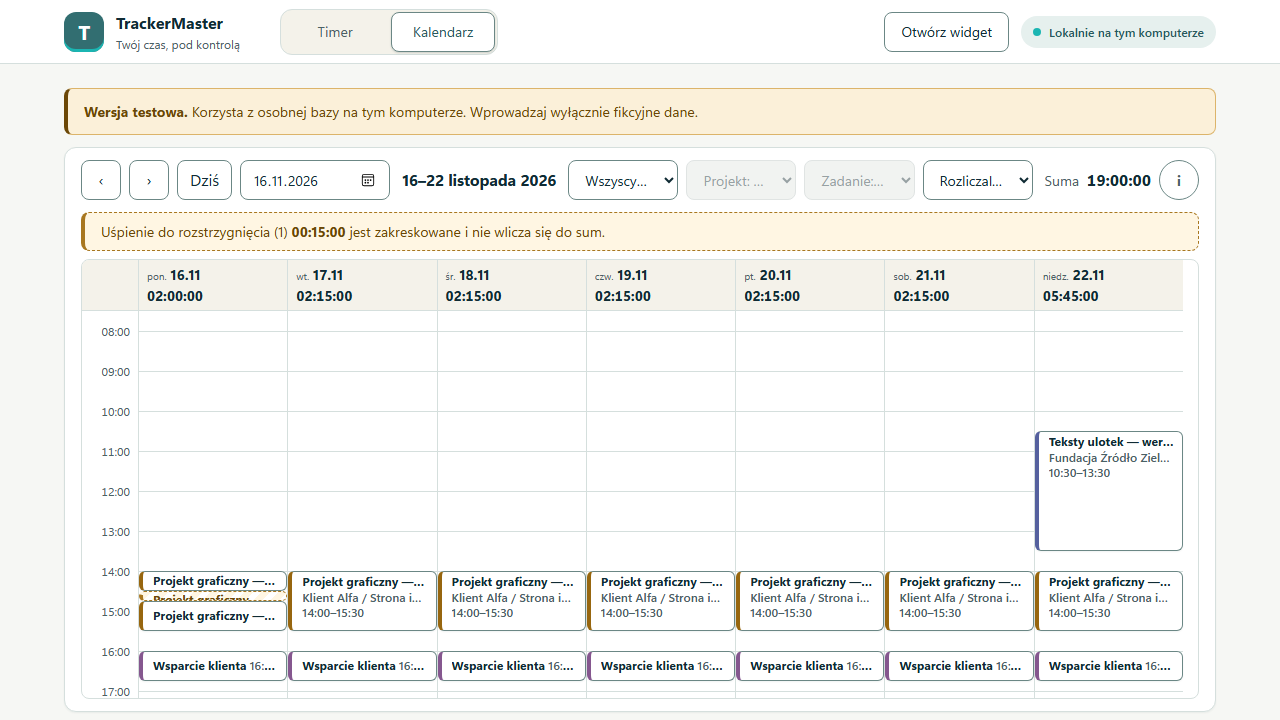 T
TrackerMaster
Twój czas, pod kontrolą
Timer
Kalendarz
Otwórz widget
Lokalnie na tym komputerze
Wersja testowa. Korzysta z osobnej bazy na tym komputerze. Wprowadzaj wyłącznie fikcyjne dane.
‹
›
Dziś
16.11.2026
16–22 listopada 2026
Wszyscy...
Projekt: ...
Zadanie:...
Rozliczal...
Suma 19:00:00
i
Uśpienie do rozstrzygnięcia (1) 00:15:00 jest zakreskowane i nie wlicza się do sum.
pon. 16.11
02:00:00
wt. 17.11
02:15:00
śr. 18.11
02:15:00
czw. 19.11
02:15:00
pt. 20.11
02:15:00
sob. 21.11
02:15:00
niedz. 22.11
05:45:00
08:00
09:00
10:00
11:00
12:00
13:00
14:00
15:00
16:00
17:00
Projekt graficzny —...
Projekt graficzny —...
Wsparcie klienta 16:...
Projekt graficzny —...
Klient Alfa / Strona i...
14:00–15:30
Wsparcie klienta 16:...
Projekt graficzny —...
Klient Alfa / Strona i...
14:00–15:30
Wsparcie klienta 16:...
Projekt graficzny —...
Klient Alfa / Strona i...
14:00–15:30
Wsparcie klienta 16:...
Projekt graficzny —...
Klient Alfa / Strona i...
14:00–15:30
Wsparcie klienta 16:...
Projekt graficzny —...
Klient Alfa / Strona i...
14:00–15:30
Wsparcie klienta 16:...
Teksty ulotek — wer...
Fundacja Źródło Ziel...
10:30–13:30
Projekt graficzny —...
Klient Alfa / Strona i...
14:00–15:30
Wsparcie klienta 16:...